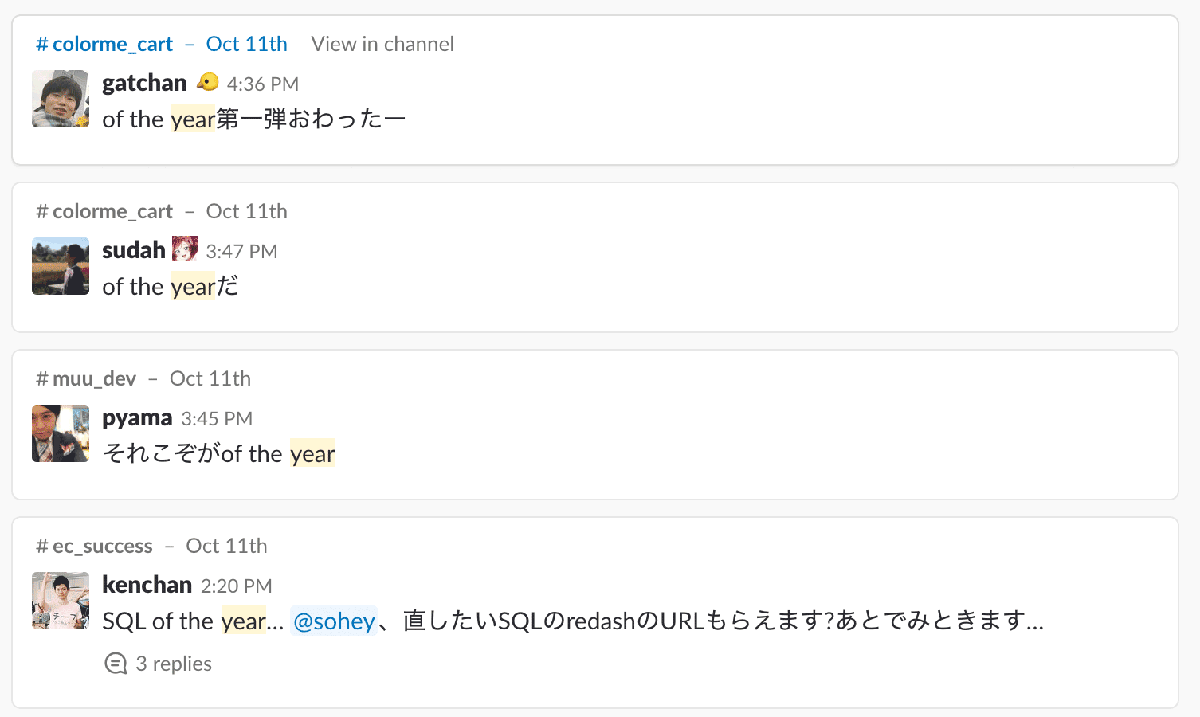 #colorme_cart – Oct 11th View in channel
gatchan 4:36 PM
of the year第一弾おわったー
#colorme_cart – Oct 11th
sudah 3:47 PM
of the yearだ
#muu_dev – Oct 11th
pyama 3:45 PM
それこぞがof the year
#ec_success – Oct 11th
kenchan 2:20 PM
SQL of the year... @sohey、直したいSQLのredashのURLもらえます?あとでみときます...
3 replies